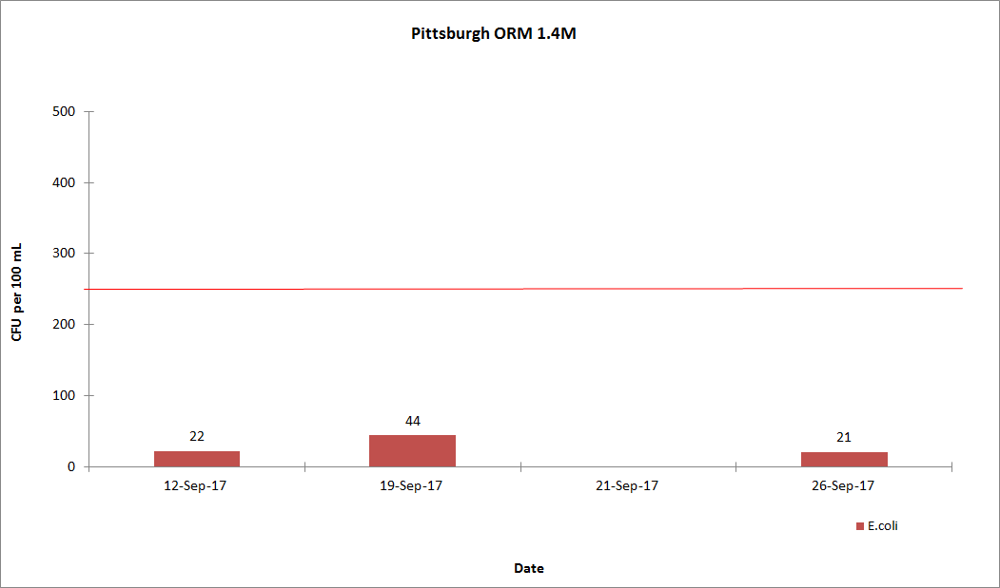 Pittsburgh ORM 1.4M
500
400
300
200
100
0
CFU per 100 mL
22
44
21
12-Sep-17
19-Sep-17
21-Sep-17
26-Sep-17
E.coli
Date